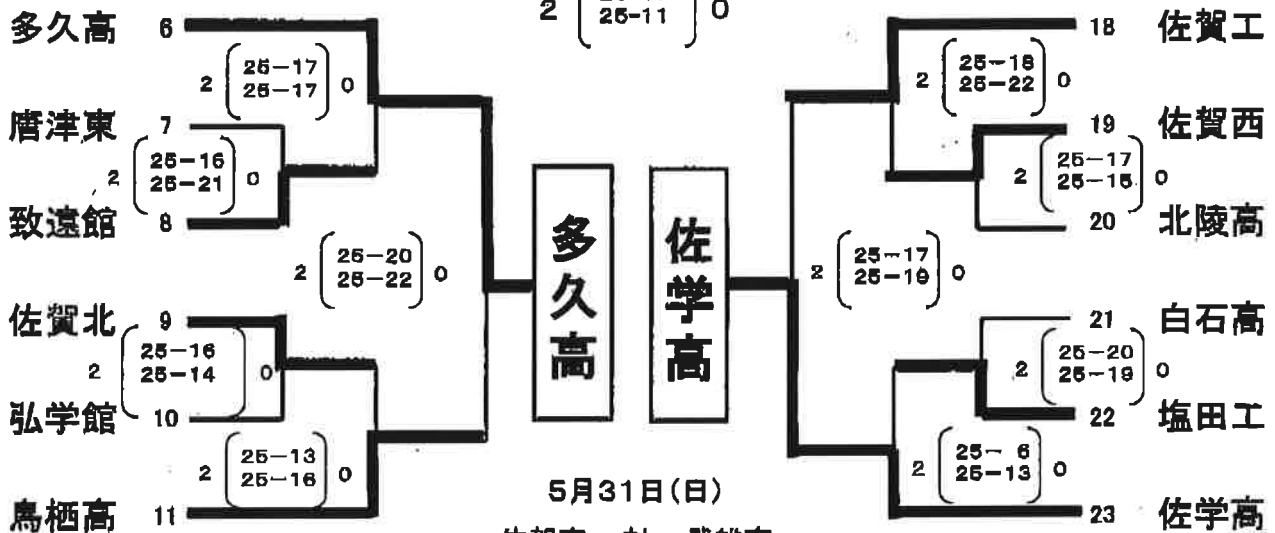 2 25-11 0
多久高 6
2 25-17 0
25-17
唐津東 7
2 25-16 0
25-21
致遠館 8
2 25-20 0
25-22
佐賀北 9
2 25-16 0
25-14
弘学館 10
2 25-13 0
25-16
鳥栖高 11
多久高
佐学高
5月31日(日)
18 佐賀工
2 25-18 0
25-22
19 佐賀西
2 25-17 0
25-15
20 北陵高
2 25-17 0
25-19
21 白石高
2 25-20 0
25-19
22 塩田工
2 25- 6 0
25-13
23 佐学高